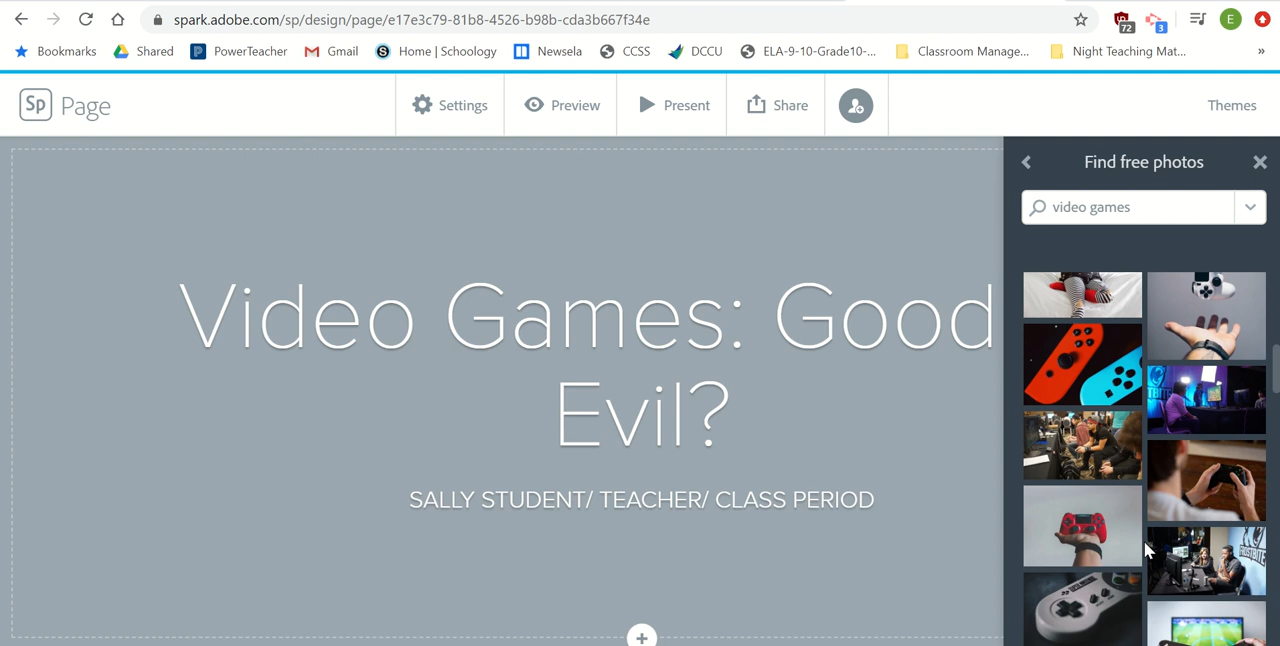 spark.adobe.com/sp/design/page/e17e3c79-81b8-4526-b98b-cda3b667f34e
72
3
E
Bookmarks
Shared
P
PowerTeacher
Gmail
S
Home | Schoology
Newsela
CCSS
DCCU
ELA-9-10-Grade10-...
Classroom Manage...
Night Teaching Mat...
»
Sp
Page
Settings
Preview
Present
Share
Themes
Find free photos
video games
Video Games: Good
Evil?
SALLY STUDENT/ TEACHER/ CLASS PERIOD